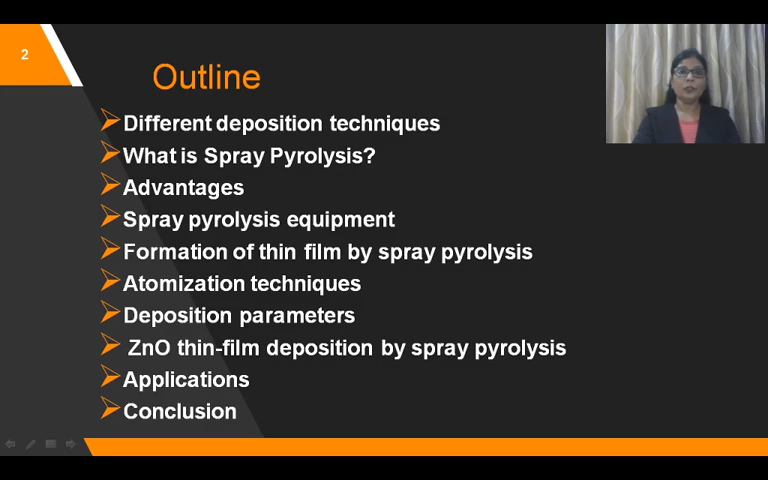 2
Outline
Different deposition techniques
What is Spray Pyrolysis?
Advantages
Spray pyrolysis equipment
Formation of thin film by spray pyrolysis
Atomization techniques
Deposition parameters
ZnO thin-film deposition by spray pyrolysis
Applications
Conclusion